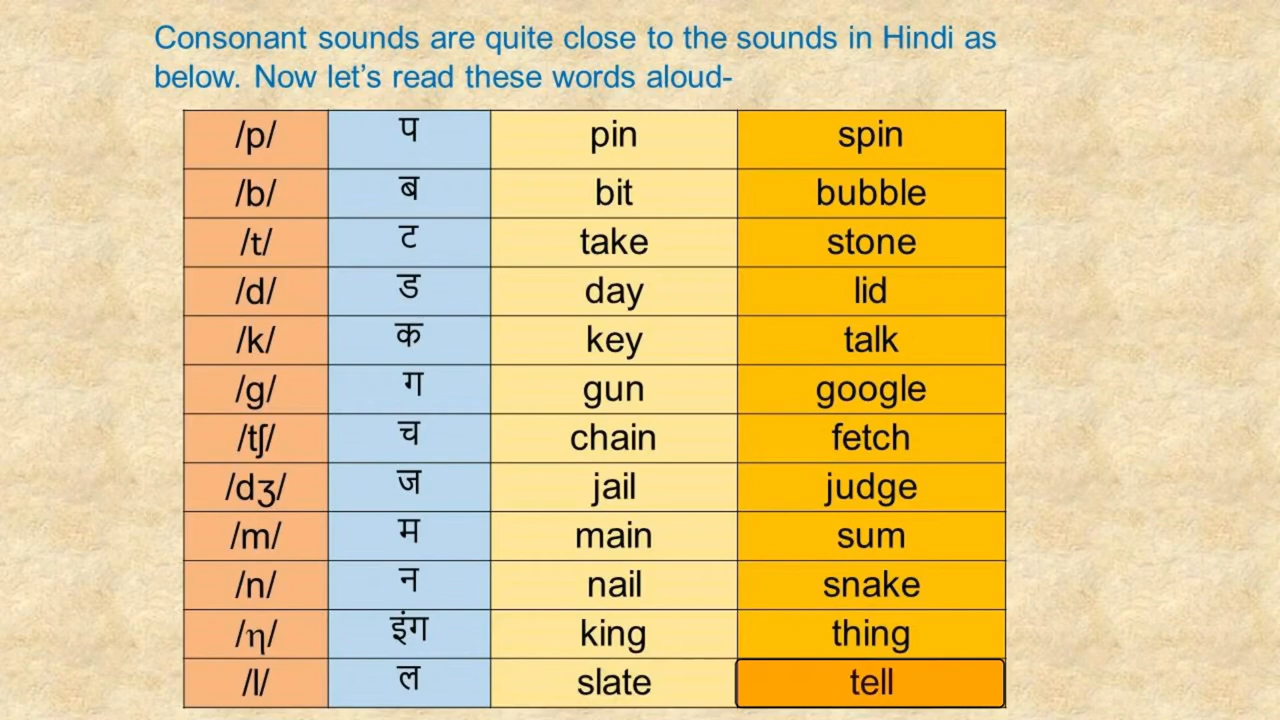 Consonant sounds are quite close to the sounds in Hindi as
below. Now let’s read these words aloud-
/p/ प pin spin
/b/ ब bit bubble
/t/ ट take stone
/d/ ड day lid
/k/ क key talk
/g/ ग gun google
/tʃ/ च chain fetch
/dʒ/ ज jail judge
/m/ म main sum
/n/ न nail snake
/η/ इंग king thing
/l/ ल slate tell